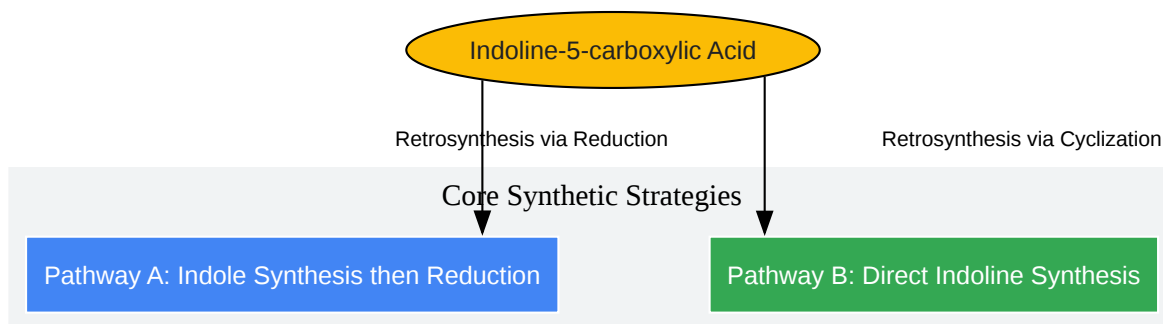 Indoline-5-carboxylic Acid
Retrosynthesis via Reduction
Retrosynthesis via Cyclization
Core Synthetic Strategies
Pathway A: Indole Synthesis then Reduction
Pathway B: Direct Indoline Synthesis